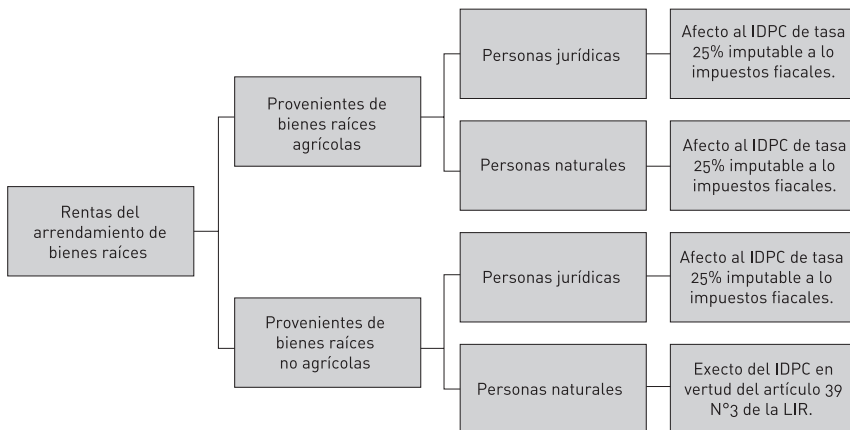 Rentas del
arrendamiento de
bienes raíces
Provenientes de
bienes raíces
agrícolas
Personas jurídicas
Afecto al IDPC de tasa
25% imputable a lo
impuestos fiacales.
Personas naturales
Afecto al IDPC de tasa
25% imputable a lo
impuestos fiacales.
Provenientes de
bienes raíces
no agrícolas
Personas jurídicas
Afecto al IDPC de tasa
25% imputable a lo
impuestos fiacales.
Personas naturales
Execto del IDPC en
vertud del artículo 39
N°3 de la LIR.